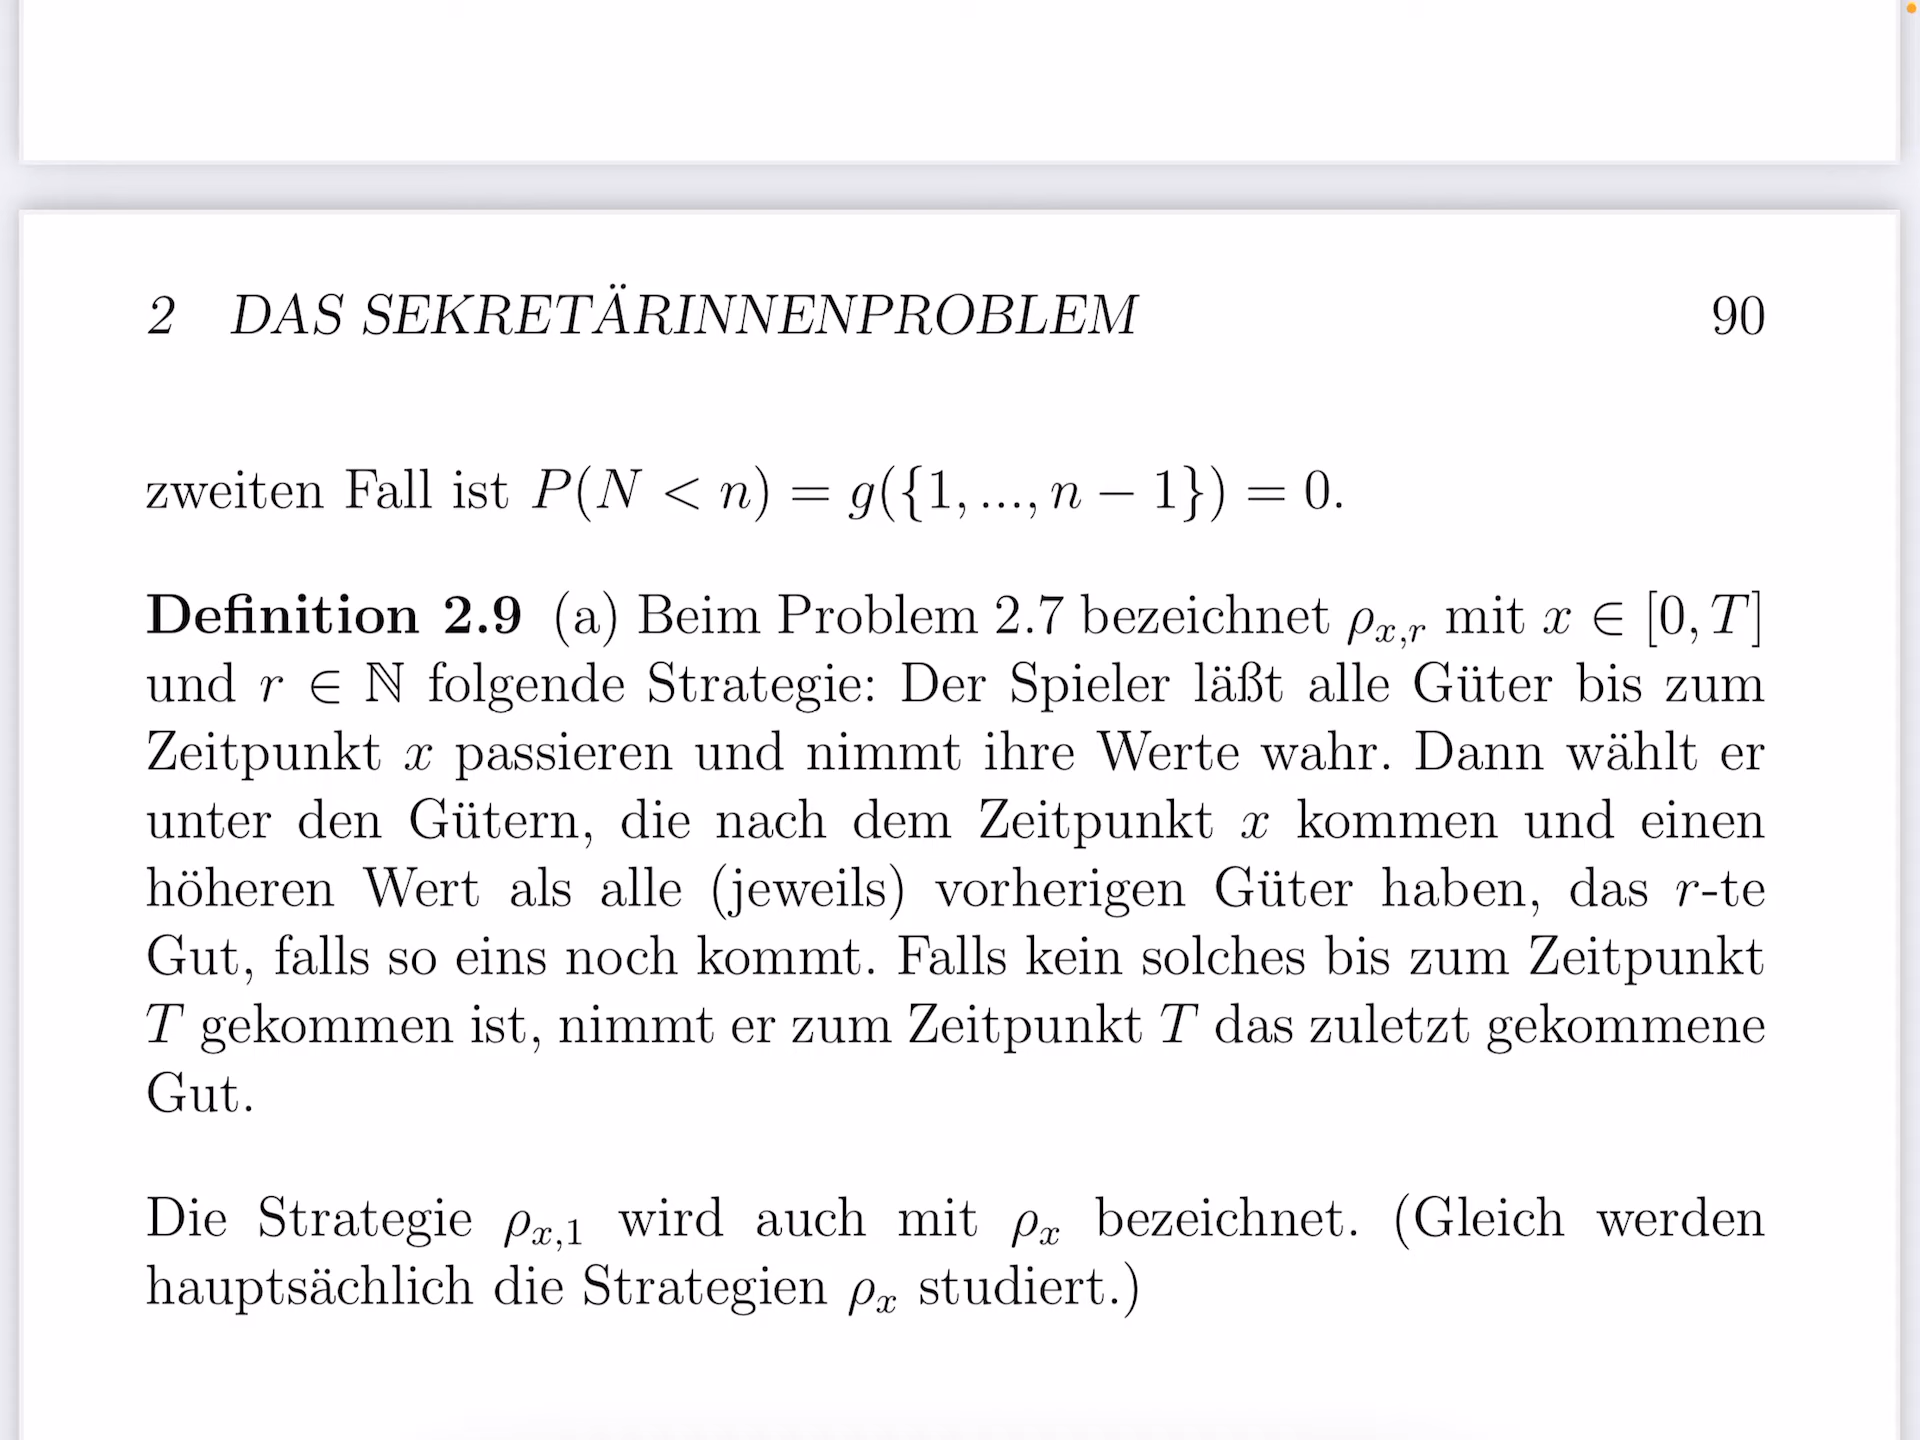 2 DAS SEKRETÄRINNENPROBLEM 90
zweiten Fall ist P(N < n) = g({1, ..., n − 1}) = 0.
Definition 2.9 (a) Beim Problem 2.7 bezeichnet ρx,r mit x ∈ [0, T]
und r ∈ ℕ folgende Strategie: Der Spieler läßt alle Güter bis zum
Zeitpunkt x passieren und nimmt ihre Werte wahr. Dann wählt er
unter den Gütern, die nach dem Zeitpunkt x kommen und einen
höheren Wert als alle (jeweils) vorherigen Güter haben, das r-te
Gut, falls so eins noch kommt. Falls kein solches bis zum Zeitpunkt
T gekommen ist, nimmt er zum Zeitpunkt T das zuletzt gekommene
Gut.
Die Strategie ρx,1 wird auch mit ρx bezeichnet. (Gleich werden
hauptsächlich die Strategien ρx studiert.)